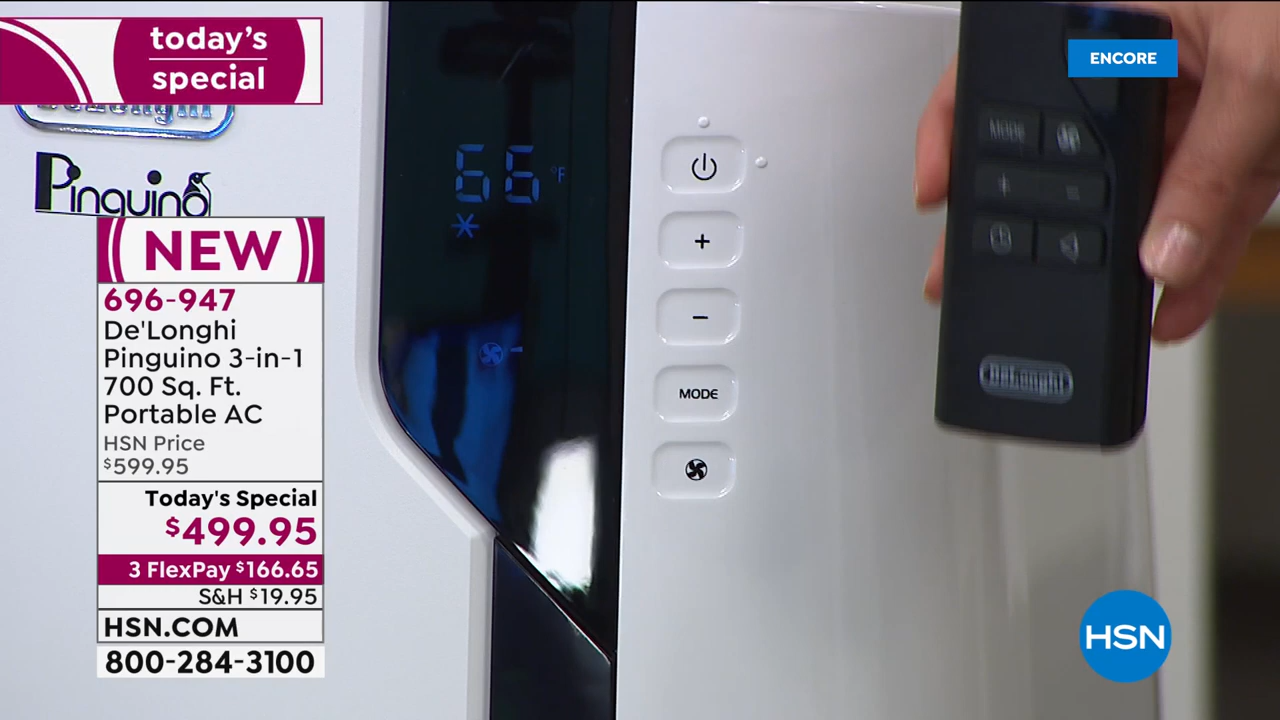 today's
special
ENCORE
DeLonghi
Pinguino
66 °F
NEW
696-947
De'Longhi
Pinguino 3-in-1
700 Sq. Ft.
Portable AC
HSN Price
$599.95
Today's Special
$499.95
3 FlexPay $166.65
S&H $19.95
HSN.COM
800-284-3100
+
−
MODE
MODE
+
DeLonghi
HSN